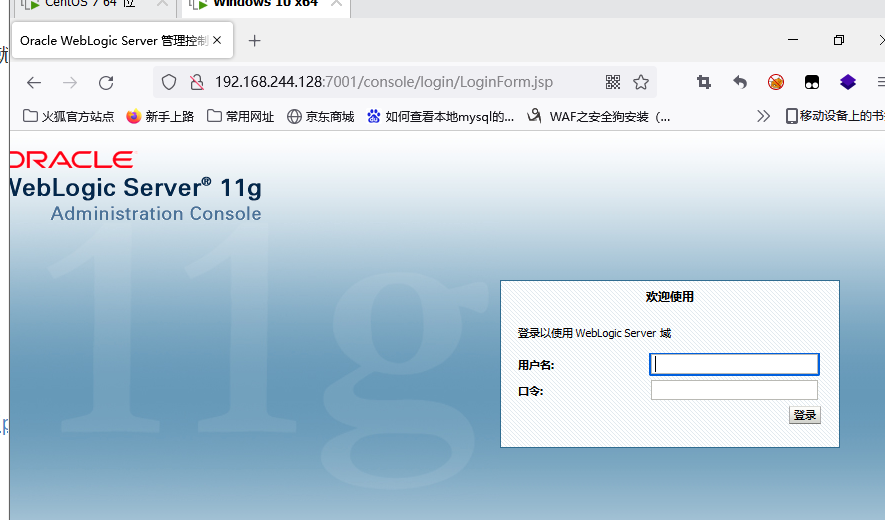 CentOS 7 64 位
Windows 10 x64
Oracle WebLogic Server 管理控制
192.168.244.128:7001/console/login/LoginForm.jsp
火狐官方站点 新手上路 常用网址 京东商城 如何查看本地mysql的... WAF之安全狗安装（... 移动设备上的书
ORACLE
WebLogic Server® 11g
Administration Console
11g
欢迎使用
登录以使用 WebLogic Server 域
用户名:
口令:
登录